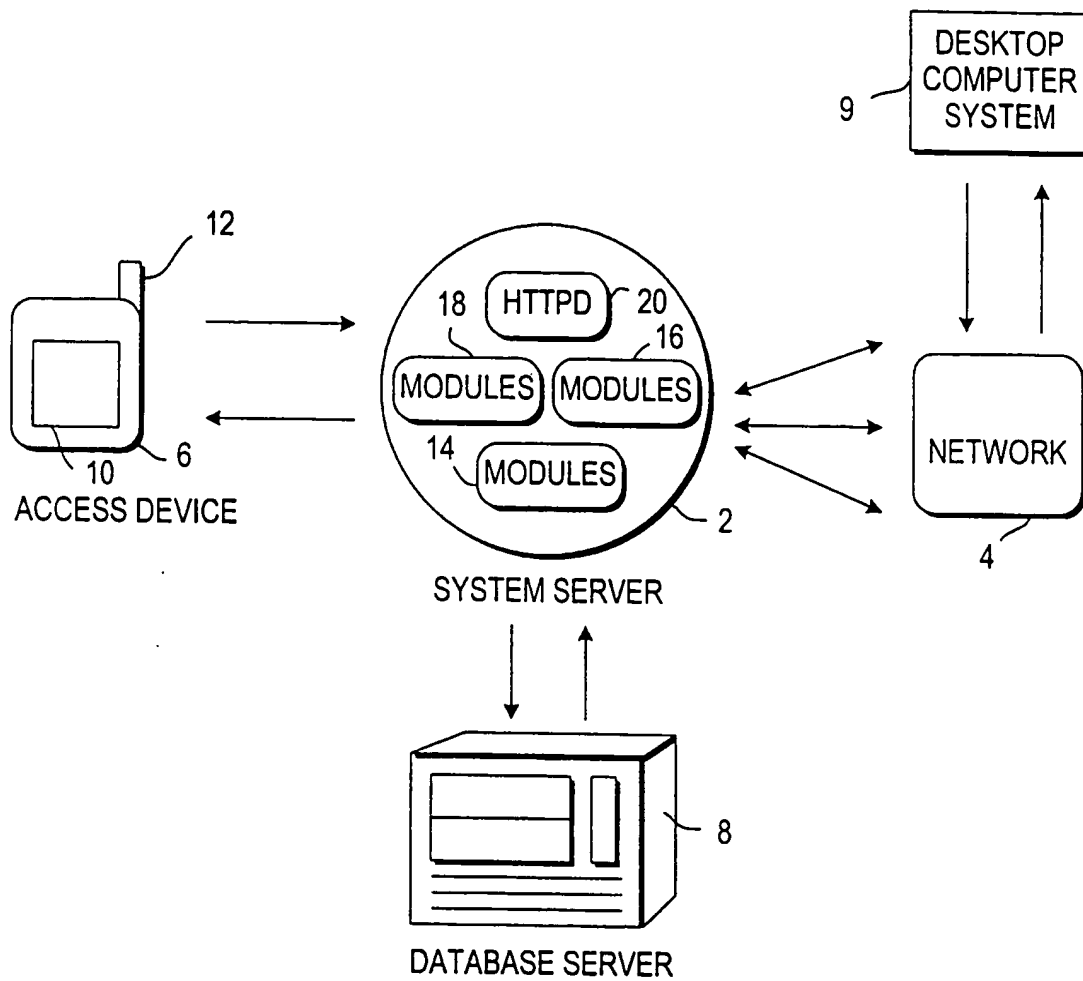 DESKTOP
COMPUTER
SYSTEM
9
12
HTTPD
20
18
16
MODULES
MODULES
14
MODULES
NETWORK
10
6
ACCESS DEVICE
2
4
SYSTEM SERVER
8
DATABASE SERVER